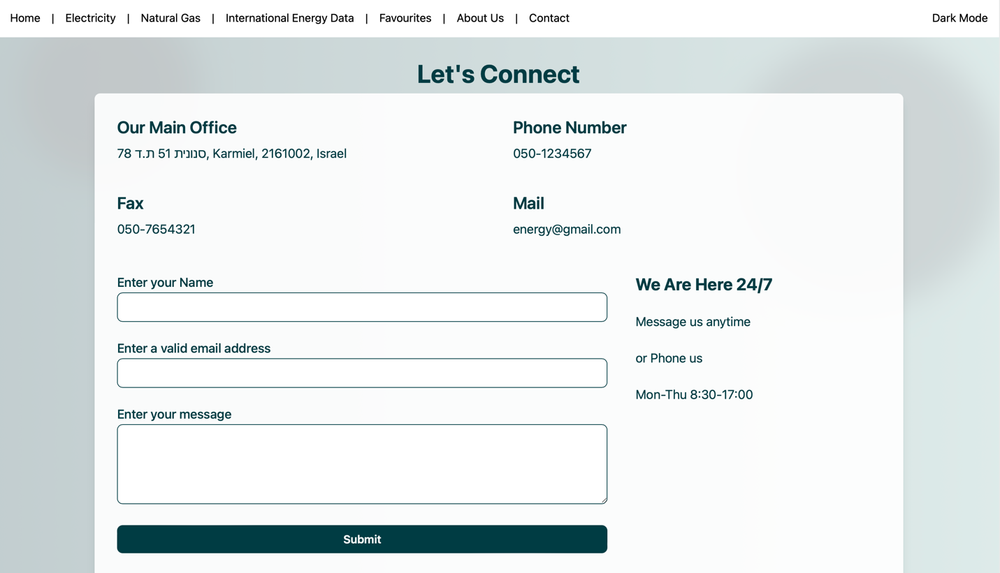 Home | Electricity | Natural Gas | International Energy Data | Favourites | About Us | Contact
Dark Mode
Let's Connect
Our Main Office
סנונית 51 ת.ד 78, Karmiel, 2161002, Israel
Phone Number
050-1234567
Fax
050-7654321
Mail
energy@gmail.com
Enter your Name
Enter a valid email address
Enter your message
Submit
We Are Here 24/7
Message us anytime
or Phone us
Mon-Thu 8:30-17:00